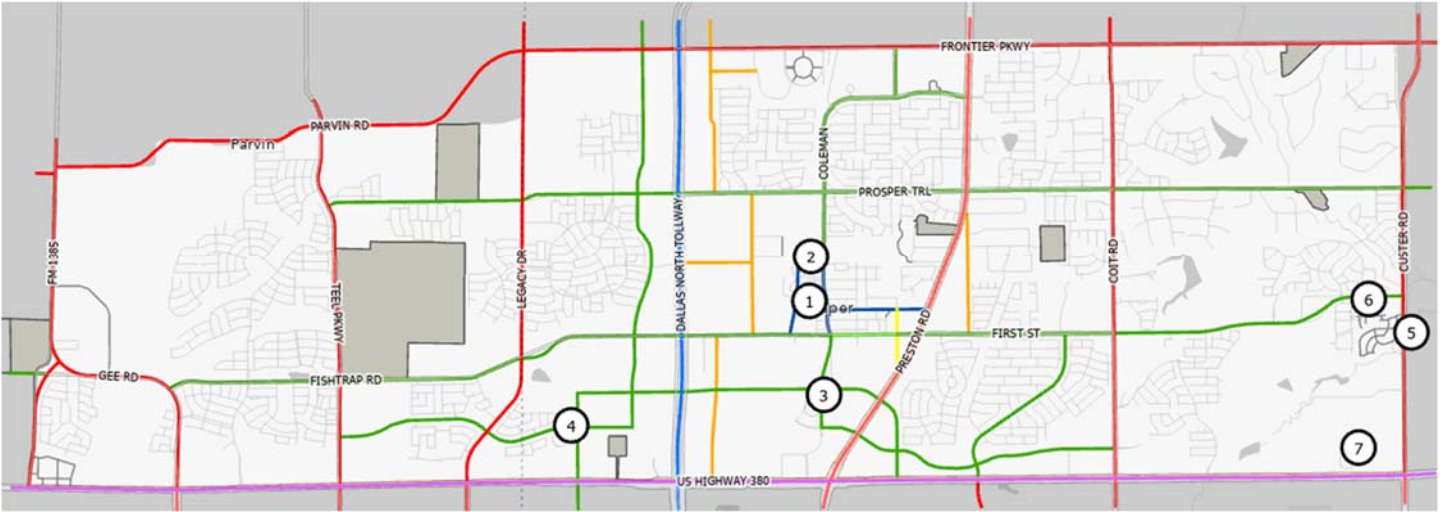 FRONTIER PKWY
PARVIN RD
Parvin
COLEMAN
PROSPER TRL
FM 1385
TEEL PKWY
LEGACY DR
DALLAS NORTH TOLLWAY
COIT RD
CUSTER RD
2
1
per
6
5
FIRST ST
PRESTON RD
GEE RD
FISHTRAP RD
3
4
7
US HIGHWAY 380